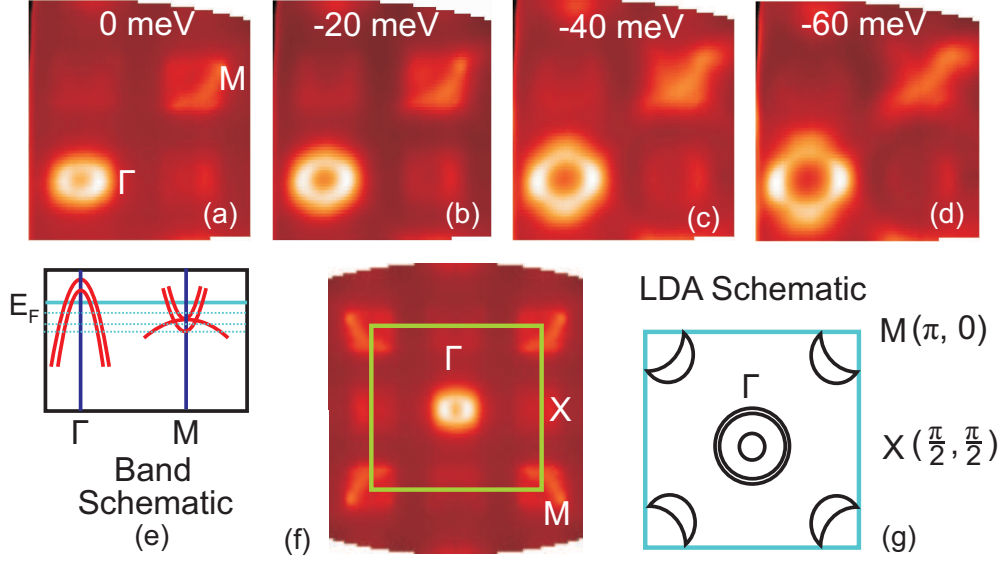 0 meV
-20 meV
-40 meV
-60 meV
M
Γ
(a)
(b)
(c)
(d)
E_F
Γ
M
Band
Schematic
(e)
Γ
X
M
(f)
LDA Schematic
Γ
M(π, 0)
X(π/2, π/2)
(g)